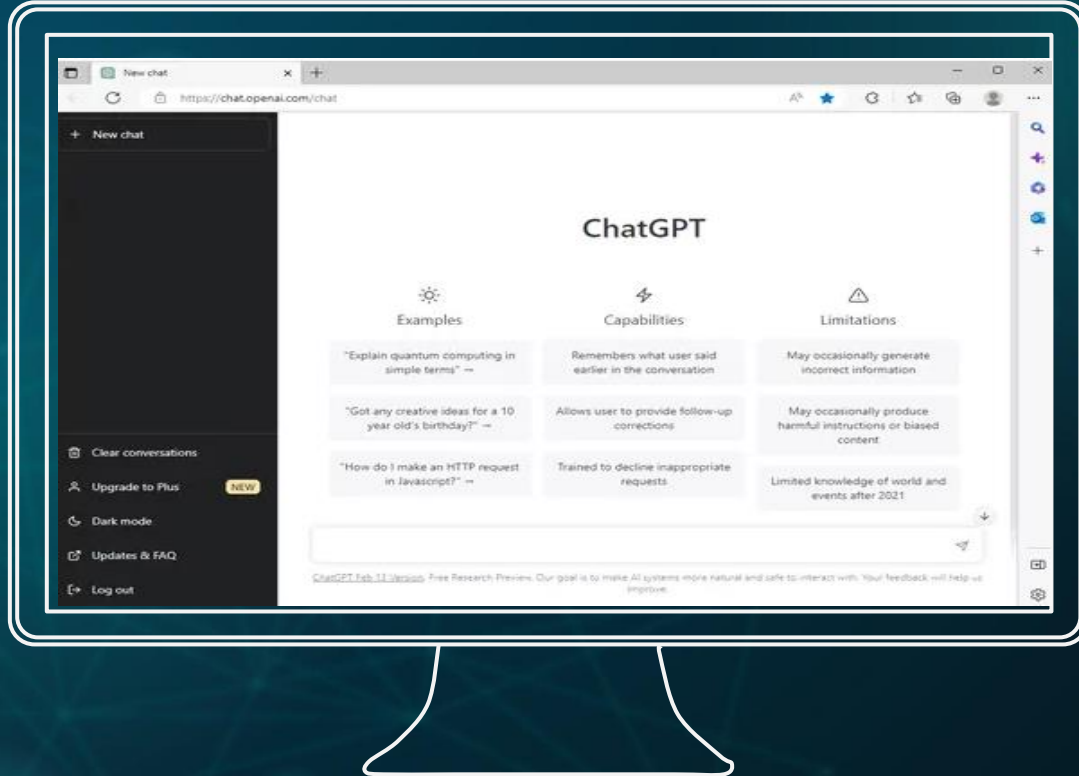 New chat
https://chat.openai.com/chat
New chat
ChatGPT
Examples
Capabilities
Limitations
"Explain quantum computing in
simple terms" →
Remembers what user said
earlier in the conversation
May occasionally generate
incorrect information
"Got any creative ideas for a 10
year old's birthday?" →
Allows user to provide follow-up
corrections
May occasionally produce
harmful instructions or biased
content
"How do I make an HTTP request
in Javascript?" →
Trained to decline inappropriate
requests
Limited knowledge of world and
events after 2021
Clear conversations
Upgrade to Plus
NEW
Dark mode
Updates & FAQ
Log out
ChatGPT Feb 13 Version. Free Research Preview. Our goal is to make AI systems more natural and safe to interact with. Your feedback will help us
improve.